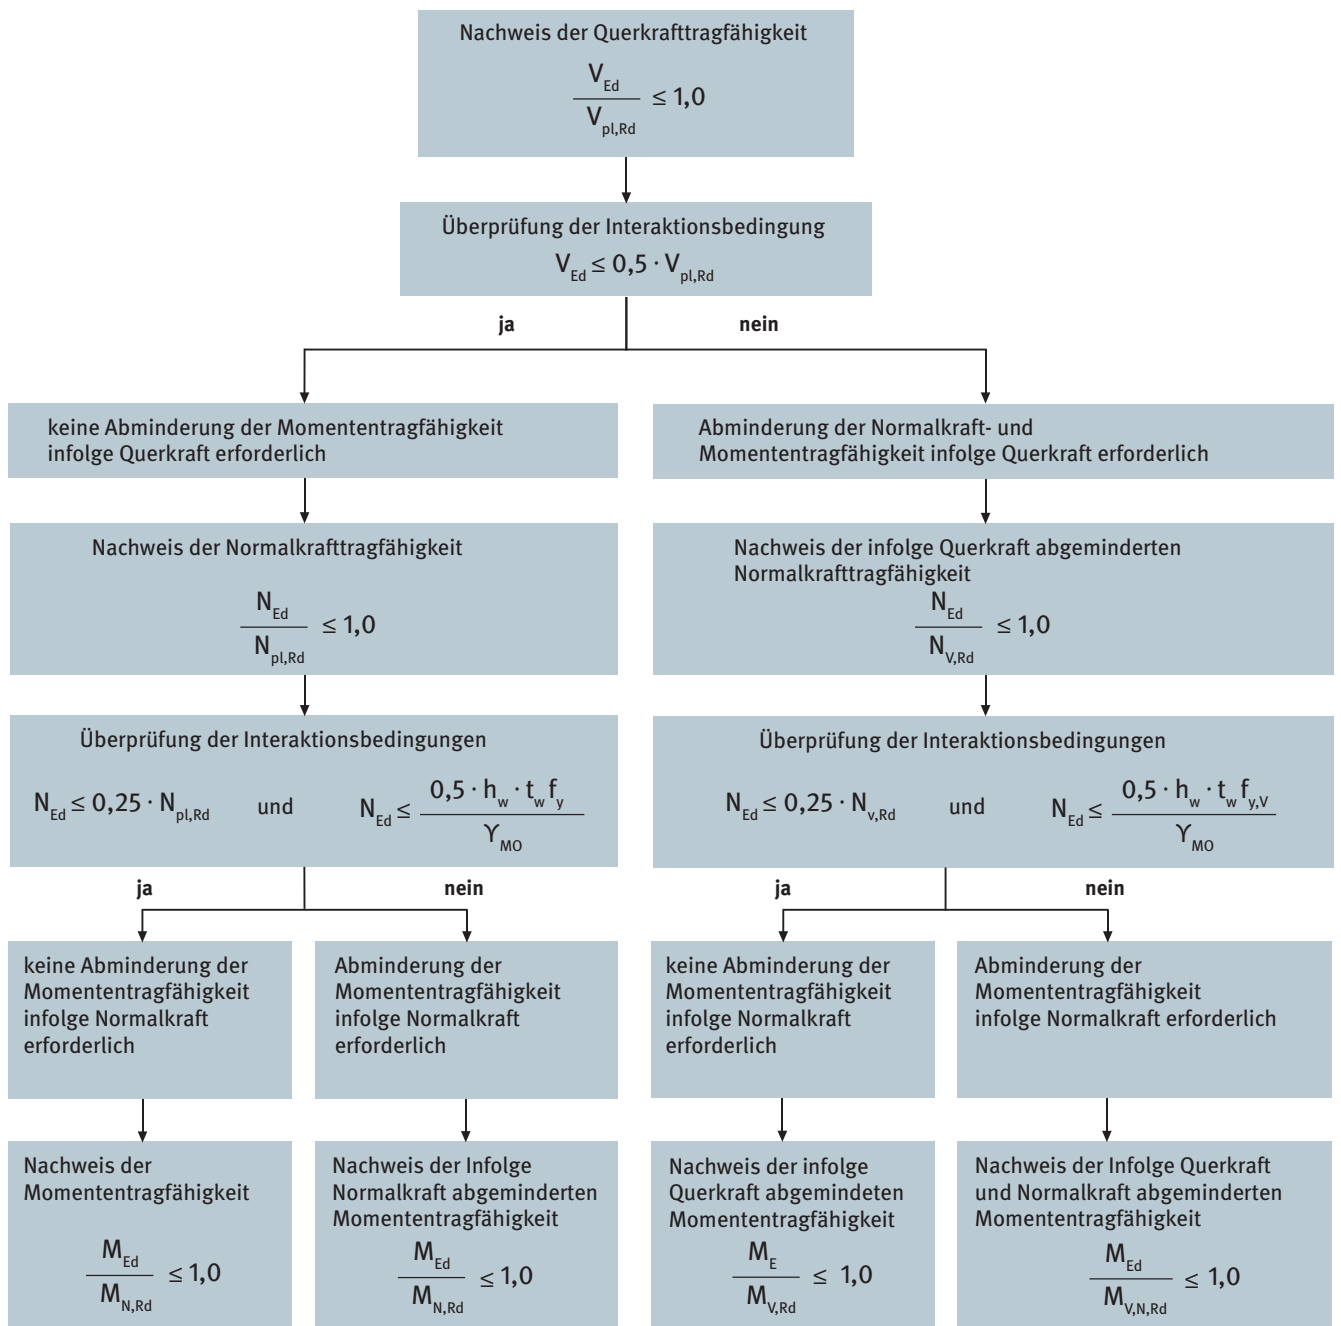 Nachweis der Querkrafttragfähigkeit
V_Ed / V_pl,Rd ≤ 1,0
Überprüfung der Interaktionsbedingung
V_Ed ≤ 0,5 · V_pl,Rd
ja
nein
keine Abminderung der Momententragfähigkeit
infolge Querkraft erforderlich
Abminderung der Normalkraft- und
Momententragfähigkeit infolge Querkraft erforderlich
Nachweis der Normalkrafttragfähigkeit
N_Ed / N_pl,Rd ≤ 1,0
Nachweis der infolge Querkraft abgeminderten
Normalkrafttragfähigkeit
N_Ed / N_V,Rd ≤ 1,0
Überprüfung der Interaktionsbedingungen
N_Ed ≤ 0,25 · N_pl,Rd und N_Ed ≤ 0,5 · h_w · t_w f_y / γ_MO
Überprüfung der Interaktionsbedingungen
N_Ed ≤ 0,25 · N_v,Rd und N_Ed ≤ 0,5 · h_w · t_w f_y,V / γ_MO
ja
nein
ja
nein
keine Abminderung der
Momententragfähigkeit
infolge Normalkraft
erforderlich
Abminderung der
Momententragfähigkeit
infolge Normalkraft
erforderlich
keine Abminderung der
Momententragfähigkeit
infolge Normalkraft
erforderlich
Abminderung der
Momententragfähigkeit
infolge Normalkraft erforderlich
Nachweis der
Momententragfähigkeit
M_Ed / M_N,Rd ≤ 1,0
Nachweis der Infolge
Normalkraft abgeminderten
Momententragfähigkeit
M_Ed / M_N,Rd ≤ 1,0
Nachweis der infolge
Querkraft abgemindeten
Momententragfähigkeit
M_E / M_V,Rd ≤ 1,0
Nachweis der Infolge Querkraft
und Normalkraft abgeminderten
Momententragfähigkeit
M_Ed / M_V,N,Rd ≤ 1,0